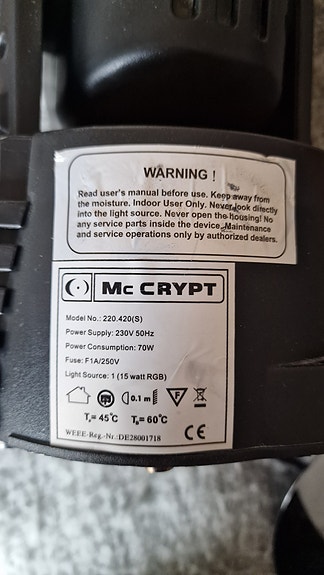 WARNING !
Read user's manual before use. Keep away from
the moisture. Indoor User Only. Never look directly
into the light source. Never open the housing! No
any service parts inside the device. Maintenance
and service operations only by authorized dealers.
Mc CRYPT
Model No.: 220.420(S)
Power Supply: 230V 50Hz
Power Consumption: 70W
Fuse: F1A/250V
Light Source: 1 (15 watt RGB)
0.1 m F
Tₐ= 45°C T_B= 60°C
WEEE-Reg.-Nr.: DE28001718 CE